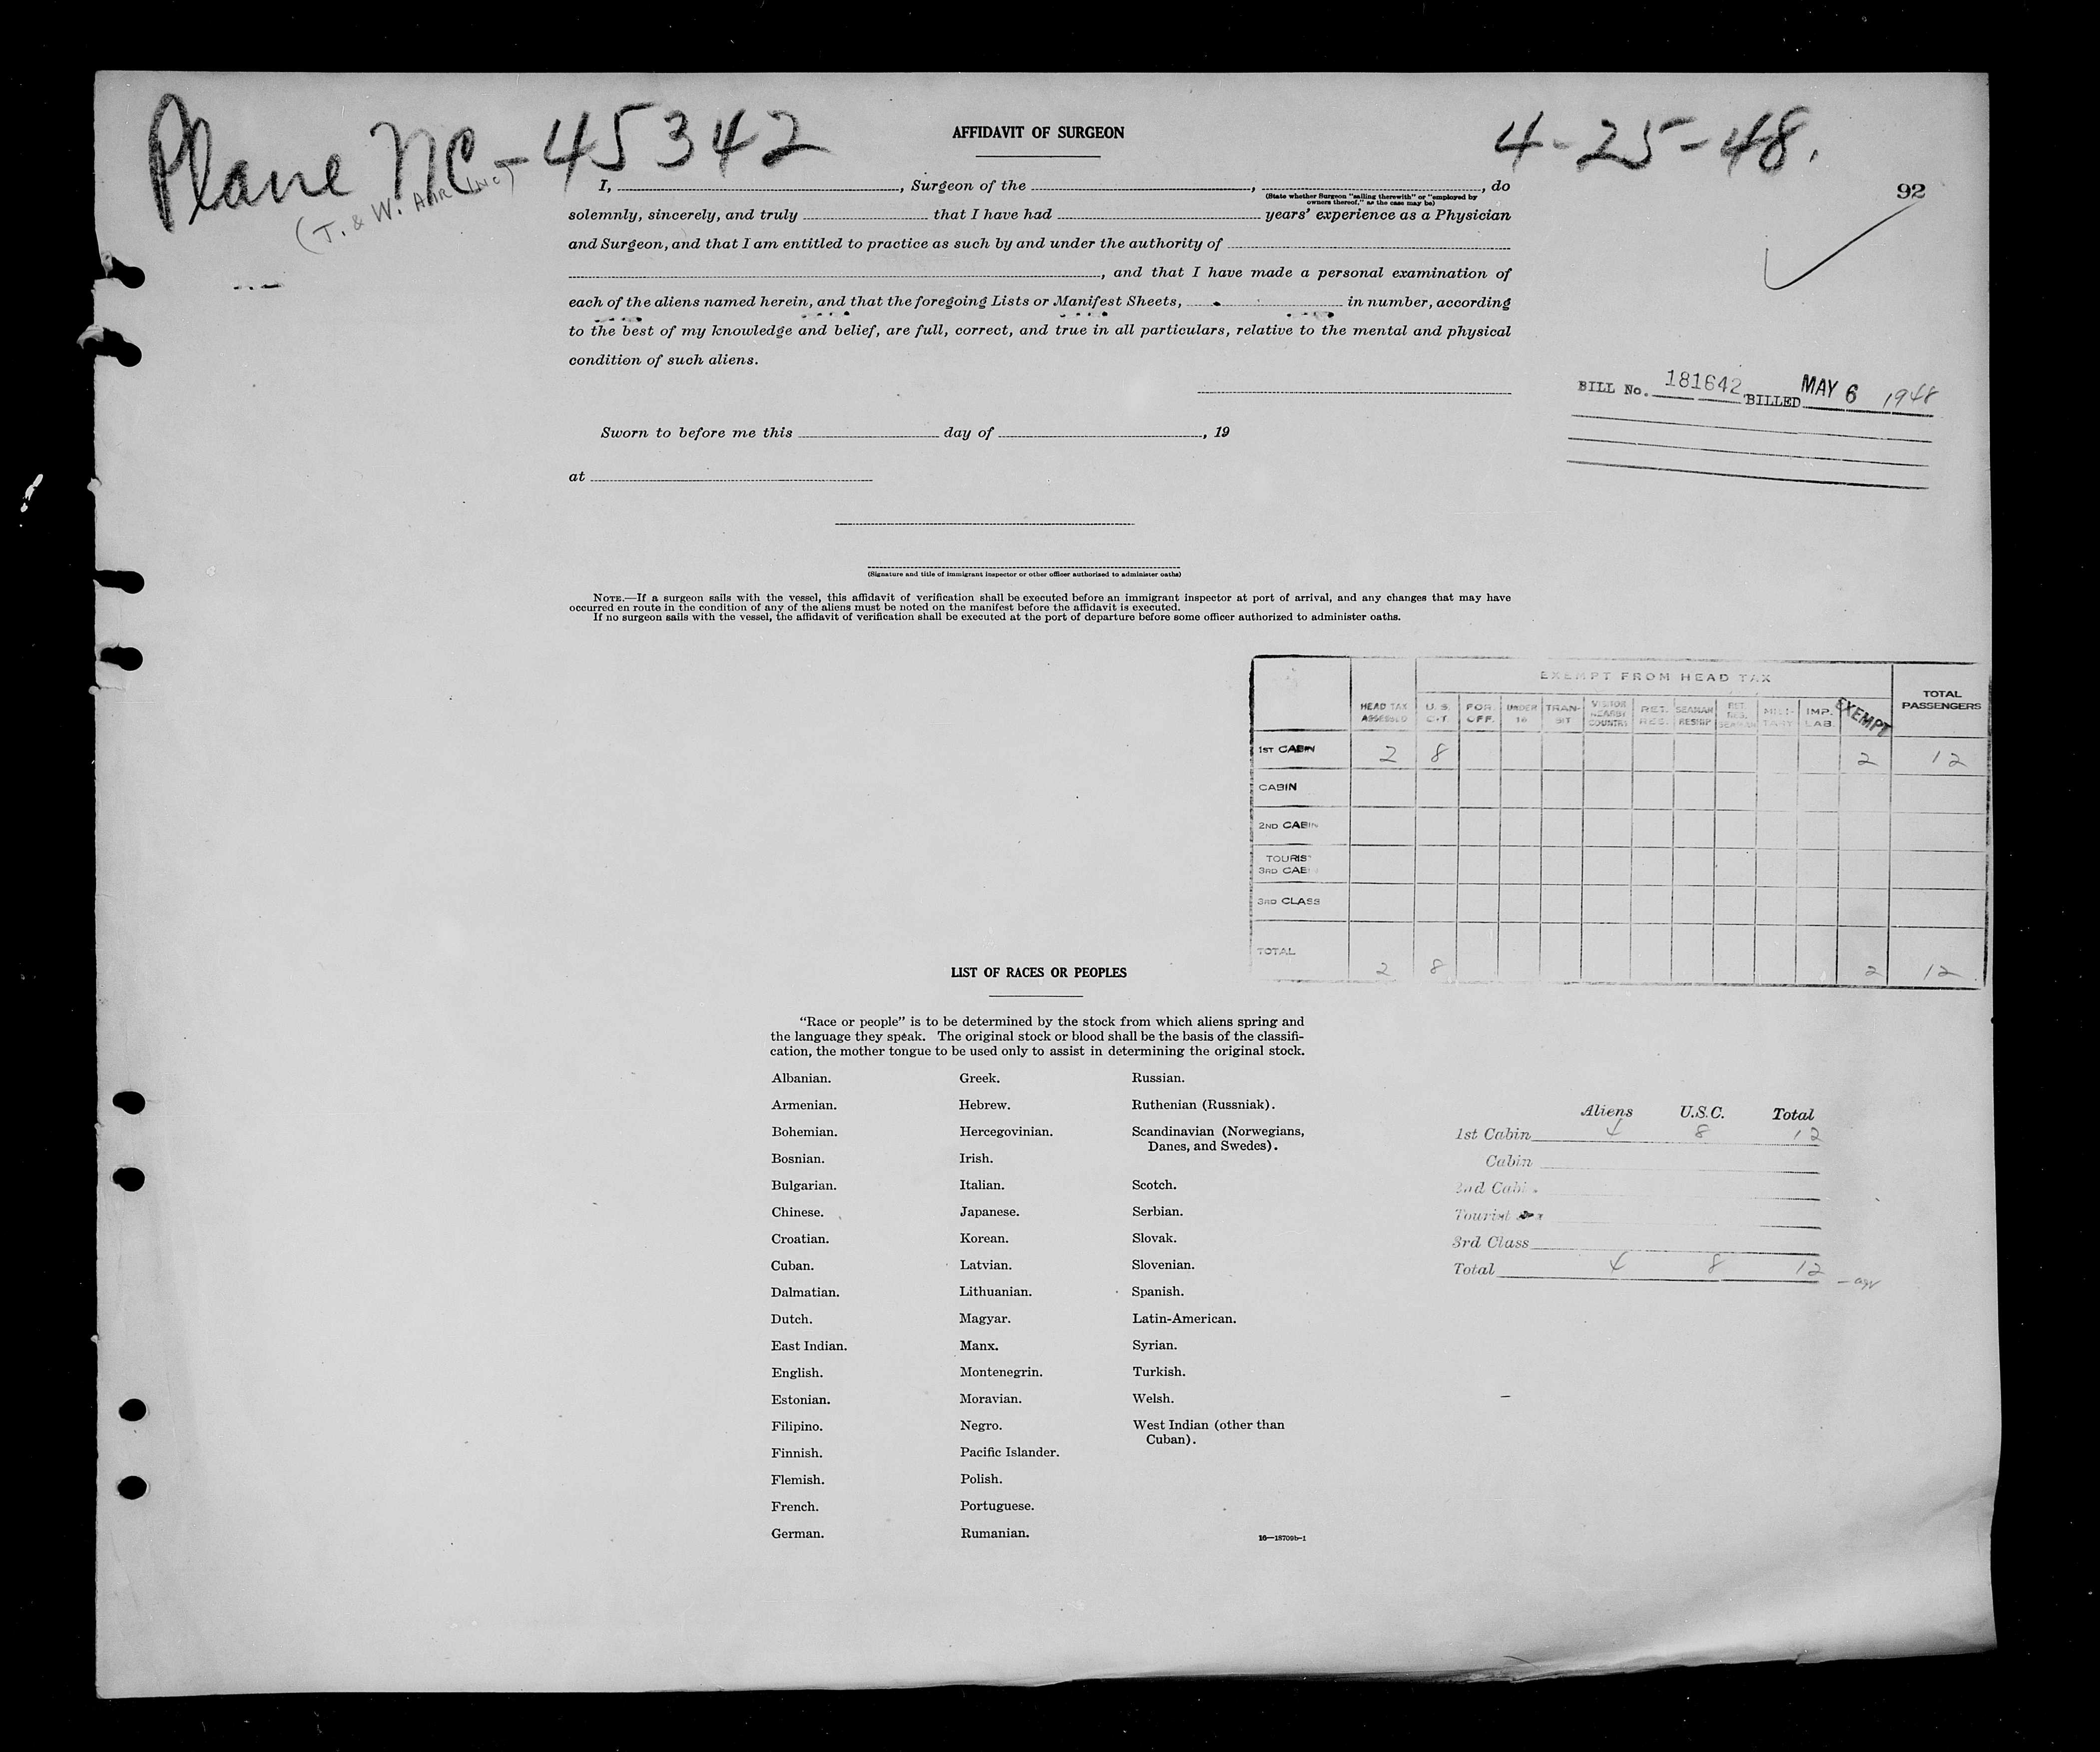 Plane NC-45342
4-25-48.
(T. & W. AIR INC)
92
AFFIDAVIT OF SURGEON
I, , Surgeon of the , , do
(State whether Surgeon "sailing therewith" or "employed by
owners thereof," as the case may be)
solemnly, sincerely, and truly that I have had years' experience as a Physician
and Surgeon, and that I am entitled to practice as such by and under the authority of
, and that I have made a personal examination of
each of the aliens named herein, and that the foregoing Lists or Manifest Sheets, in number, according
to the best of my knowledge and belief, are full, correct, and true in all particulars, relative to the mental and physical
condition of such aliens.
BILL No. 181642 BILLED MAY 6 1948
Sworn to before me this day of , 19
at
(Signature and title of immigrant inspector or other officer authorized to administer oaths)
NOTE.—If a surgeon sails with the vessel, this affidavit of verification shall be executed before an immigrant inspector at port of arrival, and any changes that may have
occurred en route in the condition of any of the aliens must be noted on the manifest before the affidavit is executed.
If no surgeon sails with the vessel, the affidavit of verification shall be executed at the port of departure before some officer authorized to administer oaths.
EXEMPT FROM HEAD TAX
HEAD TAX ASSESSED U.S. CIT. FOR. OFF. UNDER 16 TRAN-SIT VISITOR NEARBY COUNTRY RET. RES. SEAMAN RESHIP RET. RES. SEAMAN MILI-TARY IMP. LAB. EXEMPT TOTAL PASSENGERS
1ST CABIN 2 8 2 12
CABIN
2ND CABIN
TOURIST
3RD CAB
3RD CLASS
TOTAL 2 8 2 12
LIST OF RACES OR PEOPLES
"Race or people" is to be determined by the stock from which aliens spring and
the language they speak. The original stock or blood shall be the basis of the classifi-
cation, the mother tongue to be used only to assist in determining the original stock.
Albanian.
Armenian.
Bohemian.
Bosnian.
Bulgarian.
Chinese.
Croatian.
Cuban.
Dalmatian.
Dutch.
East Indian.
English.
Estonian.
Filipino.
Finnish.
Flemish.
French.
German.
Greek.
Hebrew.
Hercegovinian.
Irish.
Italian.
Japanese.
Korean.
Latvian.
Lithuanian.
Magyar.
Manx.
Montenegrin.
Moravian.
Negro.
Pacific Islander.
Polish.
Portuguese.
Rumanian.
Russian.
Ruthenian (Russniak).
Scandinavian (Norwegians,
Danes, and Swedes).
Scotch.
Serbian.
Slovak.
Slovenian.
Spanish.
Latin-American.
Syrian.
Turkish.
Welsh.
West Indian (other than
Cuban).
16—18709b-1
Aliens U.S.C. Total
1st Cabin 4 8 12
Cabin
2nd Cabin
Tourist
3rd Class
Total 4 8 12